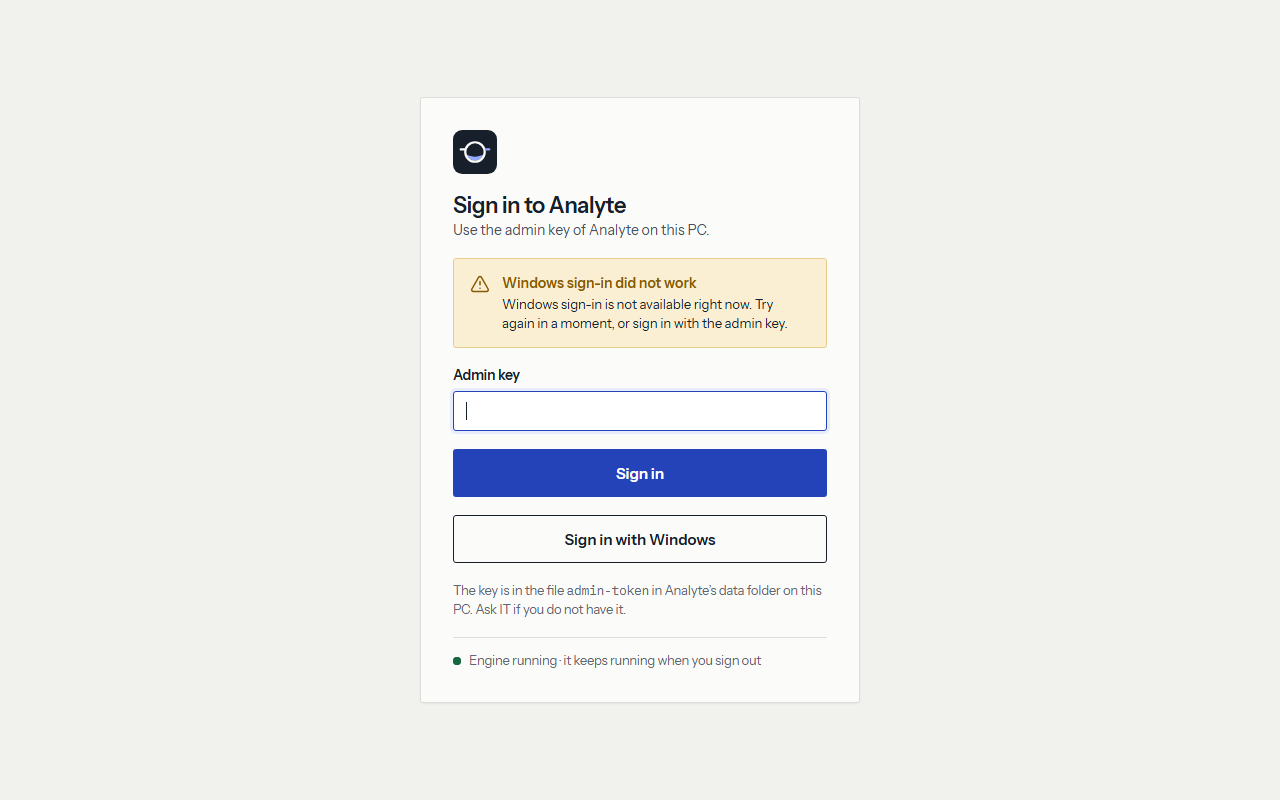 Sign in to Analyte
Use the admin key of Analyte on this PC.
Windows sign-in did not work
Windows sign-in is not available right now. Try
again in a moment, or sign in with the admin key.
Admin key
Sign in
Sign in with Windows
The key is in the file admin-token in Analyte's data folder on this
PC. Ask IT if you do not have it.
Engine running · it keeps running when you sign out